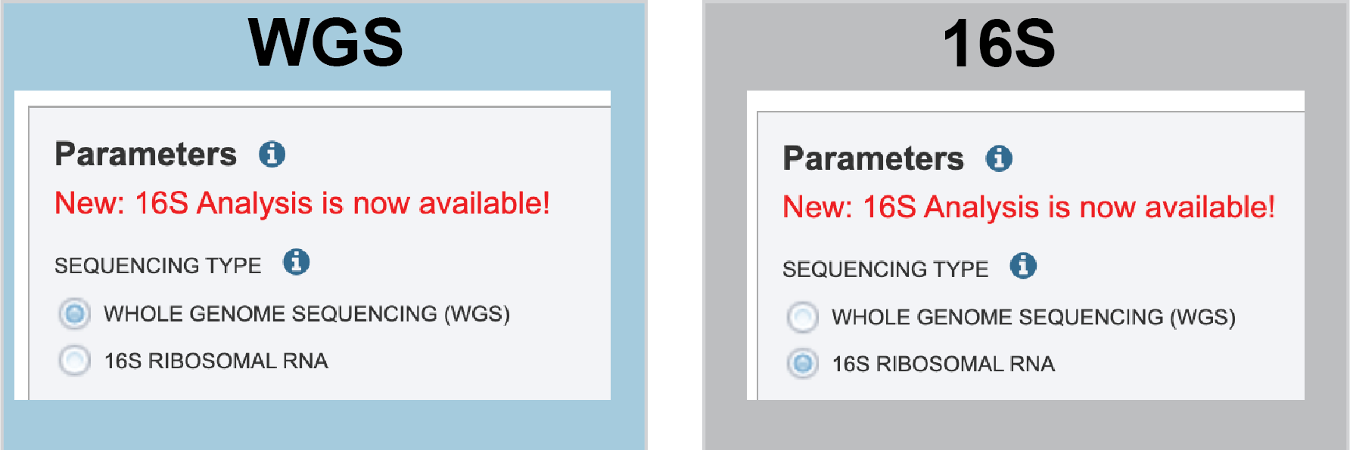 WGS
Parameters
New: 16S Analysis is now available!
SEQUENCING TYPE
WHOLE GENOME SEQUENCING (WGS)
16S RIBOSOMAL RNA
16S
Parameters
New: 16S Analysis is now available!
SEQUENCING TYPE
WHOLE GENOME SEQUENCING (WGS)
16S RIBOSOMAL RNA